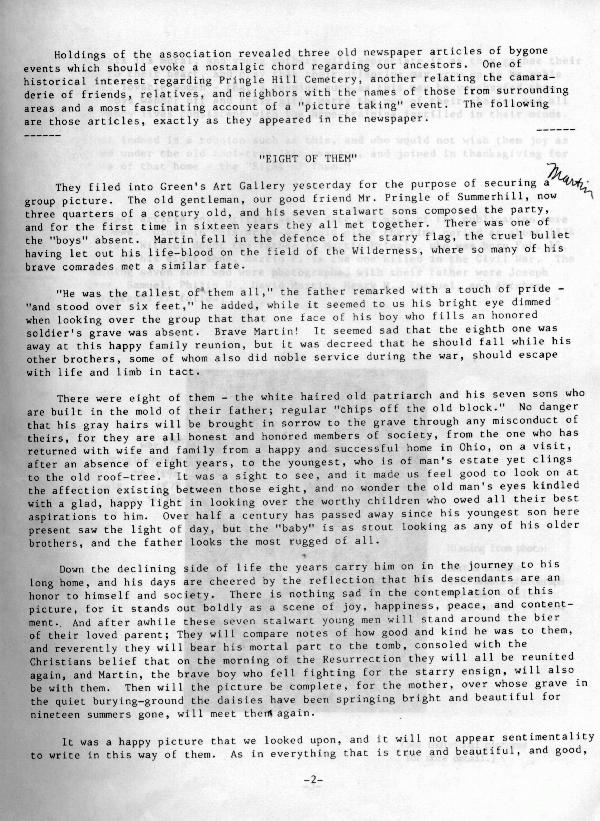 Holdings of the association revealed three old newspaper articles of bygone
events which should evoke a nostalgic chord regarding our ancestors. One of
historical interest regarding Pringle Hill Cemetery, another relating the camara-
derie of friends, relatives, and neighbors with the names of those from surrounding
areas and a most fascinating account of a "picture taking" event. The following
are those articles, exactly as they appeared in the newspaper.
------ ------
"EIGHT OF THEM"
Martin
They filed into Green's Art Gallery yesterday for the purpose of securing a
group picture. The old gentleman, our good friend Mr. Pringle of Summerhill, now
three quarters of a century old, and his seven stalwart sons composed the party,
and for the first time in sixteen years they all met together. There was one of
the "boys" absent. Martin fell in the defence of the starry flag, the cruel bullet
having let out his life-blood on the field of the Wilderness, where so many of his
brave comrades met a similar fate.
"He was the tallest of them all," the father remarked with a touch of pride -
"and stood over six feet," he added, while it seemed to us his bright eye dimmed
when looking over the group that that one face of his boy who fills an honored
soldier's grave was absent. Brave Martin! It seemed sad that the eighth one was
away at this happy family reunion, but it was decreed that he should fall while his
other brothers, some of whom also did noble service during the war, should escape
with life and limb in tact.
There were eight of them - the white haired old patriarch and his seven sons who
are built in the mold of their father; regular "chips off the old block." No danger
that his gray hairs will be brought in sorrow to the grave through any misconduct of
theirs, for they are all honest and honored members of society, from the one who has
returned with wife and family from a happy and successful home in Ohio, on a visit,
after an absence of eight years, to the youngest, who is of man's estate yet clings
to the old roof-tree. It was a sight to see, and it made us feel good to look on at
the affection existing between those eight, and no wonder the old man's eyes kindled
with a glad, happy light in looking over the worthy children who owed all their best
aspirations to him. Over half a century has passed away since his youngest son here
present saw the light of day, but the "baby" is as stout looking as any of his older
brothers, and the father looks the most rugged of all.
Down the declining side of life the years carry him on in the journey to his
long home, and his days are cheered by the reflection that his descendants are an
honor to himself and society. There is nothing sad in the contemplation of this
picture, for it stands out boldly as a scene of joy, happiness, peace, and content-
ment. And after awhile these seven stalwart young men will stand around the bier
of their loved parent; They will compare notes of how good and kind he was to them,
and reverently they will bear his mortal part to the tomb, consoled with the
Christians belief that on the morning of the Resurrection they will all be reunited
again, and Martin, the brave boy who fell fighting for the starry ensign, will also
be with them. Then will the picture be complete, for the mother, over whose grave in
the quiet burying-ground the daisies have been springing bright and beautiful for
nineteen summers gone, will meet them again.
It was a happy picture that we looked upon, and it will not appear sentimentality
to write in this way of them. As in everything that is true and beautiful, and good,
-2-